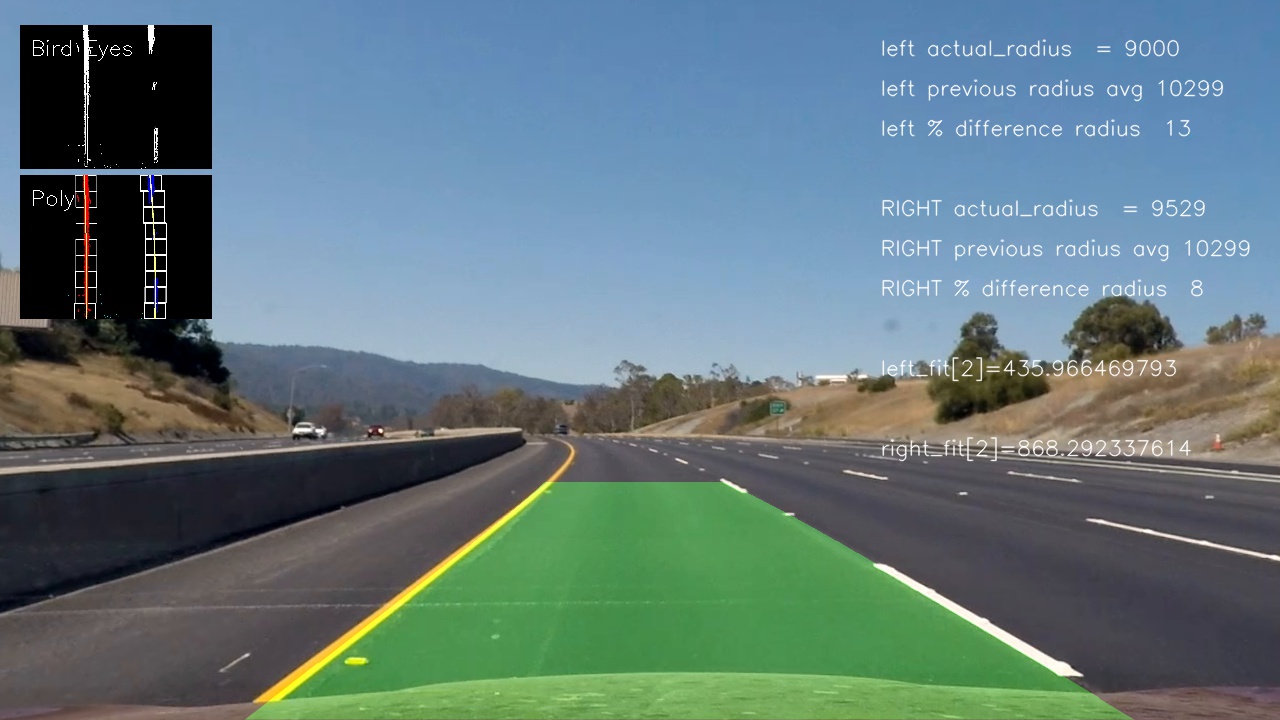 Bird Eyes
Poly
left actual_radius = 9000
left previous radius avg 10299
left % difference radius 13
RIGHT actual_radius = 9529
RIGHT previous radius avg 10299
RIGHT % difference radius 8
left_fit[2]=435.966469793
right_fit[2]=868.292337614